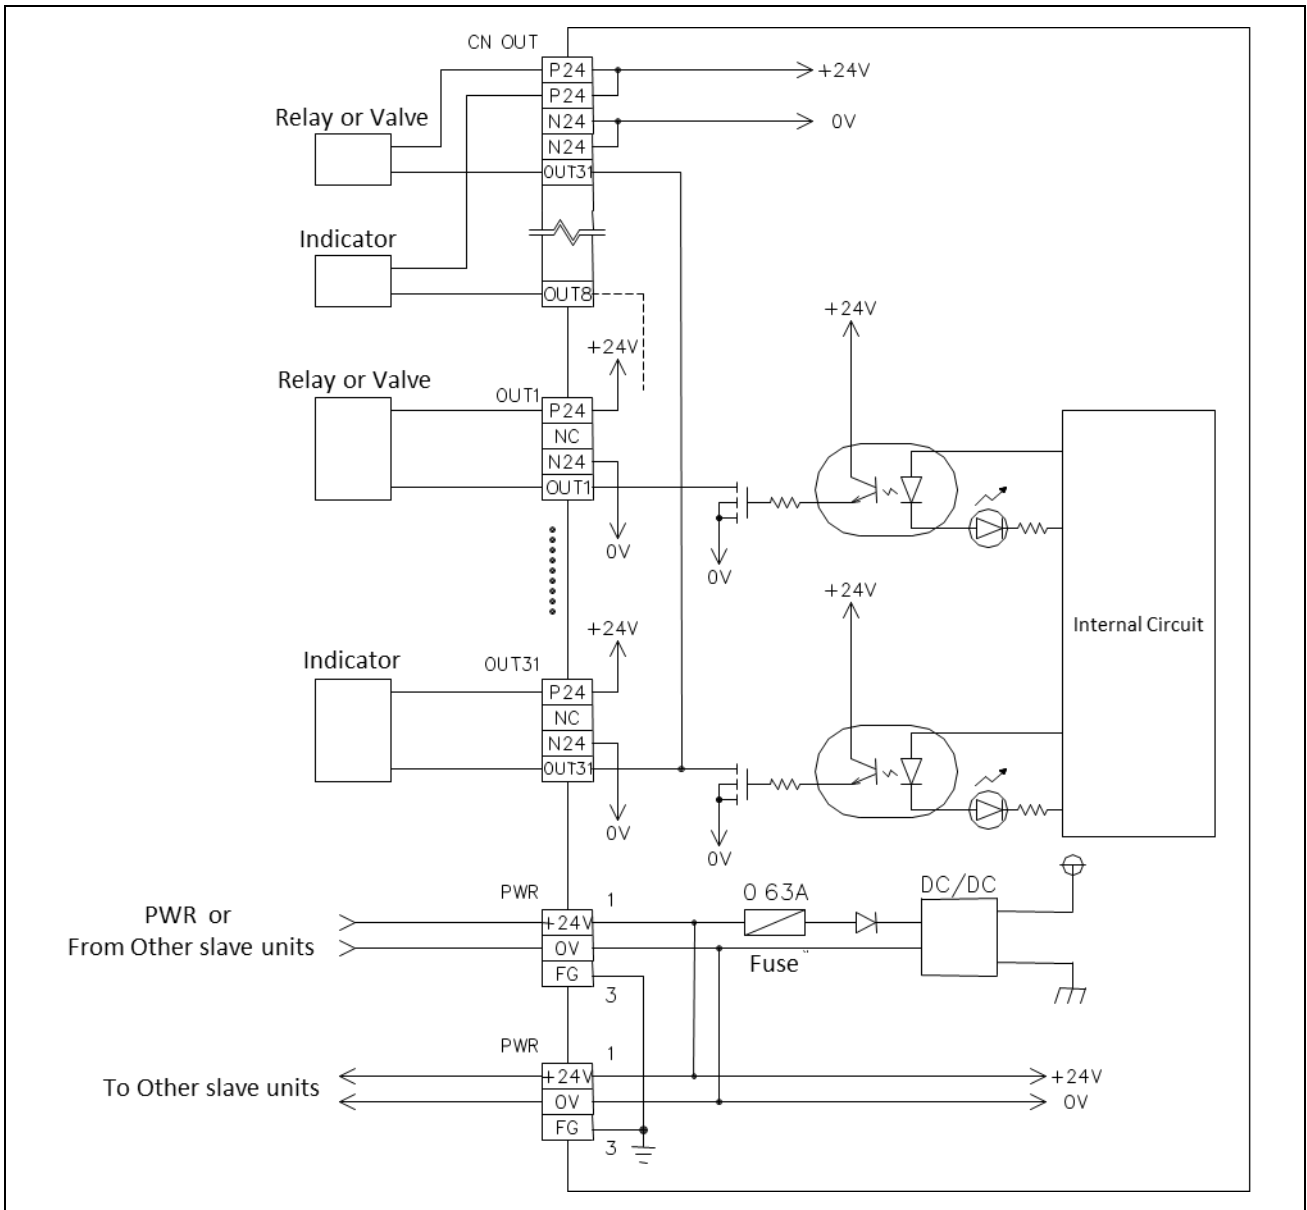 CN OUT
P24
+24V
P24
Relay or Valve
N24
0V
N24
OUT31
Indicator
OUT8
+24V
+24V
Relay or Valve
OUT1
P24
NC
N24
OUT1
0V
0V
+24V
Internal Circuit
+24V
Indicator
OUT31
P24
NC
N24
OUT31
0V
0V
PWR
1
0 63A
DC/DC
PWR or
From Other slave units
+24V
0V
Fuse
FG
3
PWR
1
To Other slave units
+24V
+24V
0V
0V
FG
3